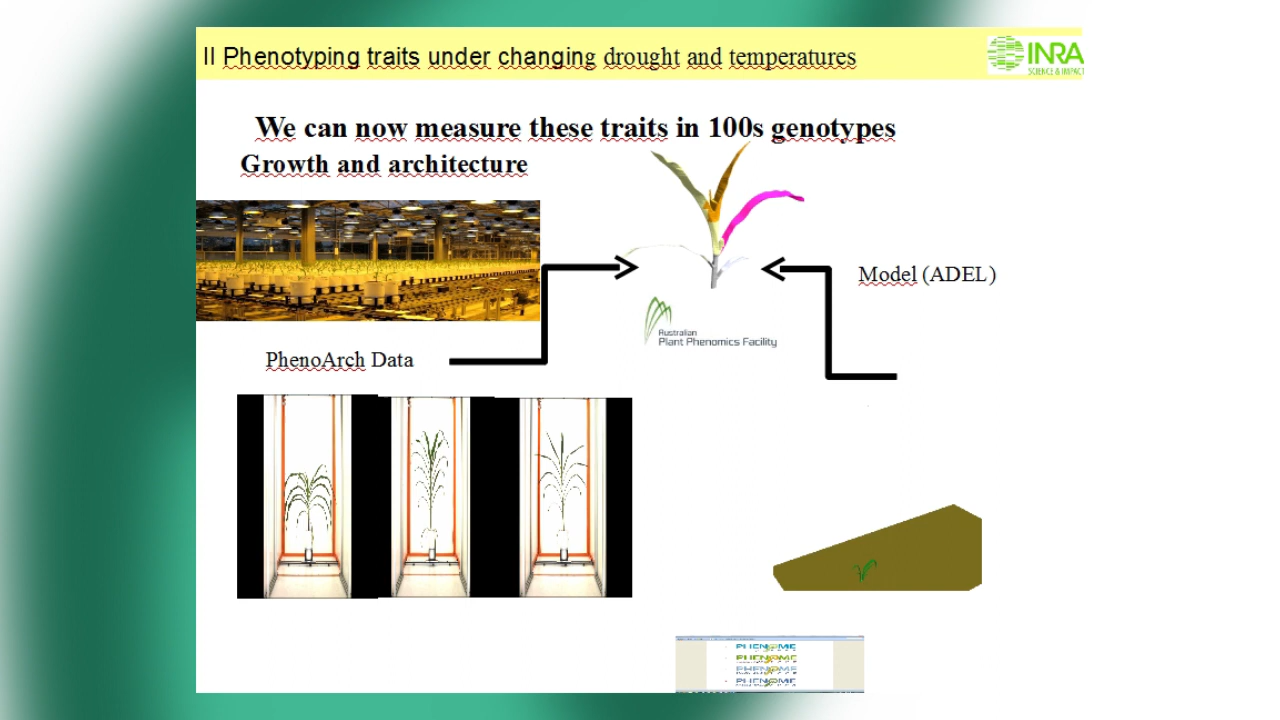 II Phenotyping traits under changing drought and temperatures
INRA
SCIENCE & IMPACT
We can now measure these traits in 100s genotypes
Growth and architecture
Model (ADEL)
Australian
Plant Phenomics Facility
PhenoArch Data
PHENOME
PHENOME
PHENOME
PHENOME